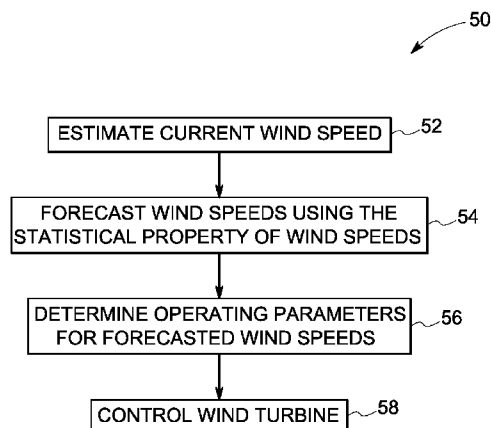 50
ESTIMATE CURRENT WIND SPEED
52
FORECAST WIND SPEEDS USING THE
STATISTICAL PROPERTY OF WIND SPEEDS
54
DETERMINE OPERATING PARAMETERS
FOR FORECASTED WIND SPEEDS
56
CONTROL WIND TURBINE
58